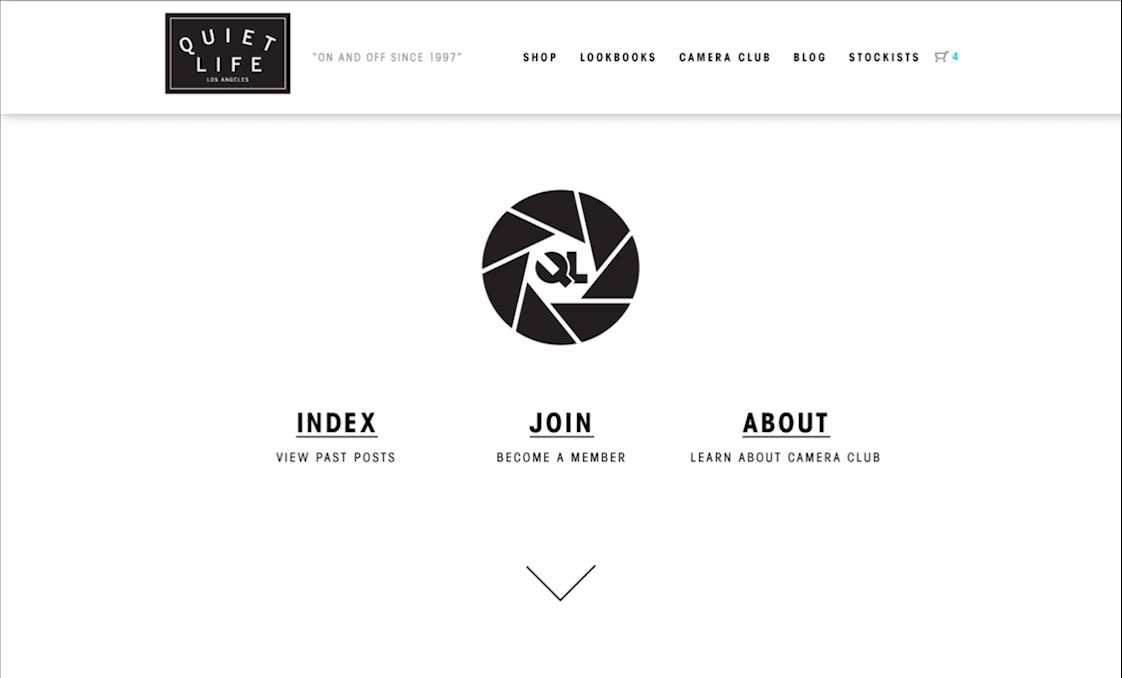 QUIET
LIFE
LOS ANGELES
"ON AND OFF SINCE 1997"
SHOP LOOKBOOKS CAMERA CLUB BLOG STOCKISTS 4
QL
INDEX JOIN ABOUT
VIEW PAST POSTS BECOME A MEMBER LEARN ABOUT CAMERA CLUB